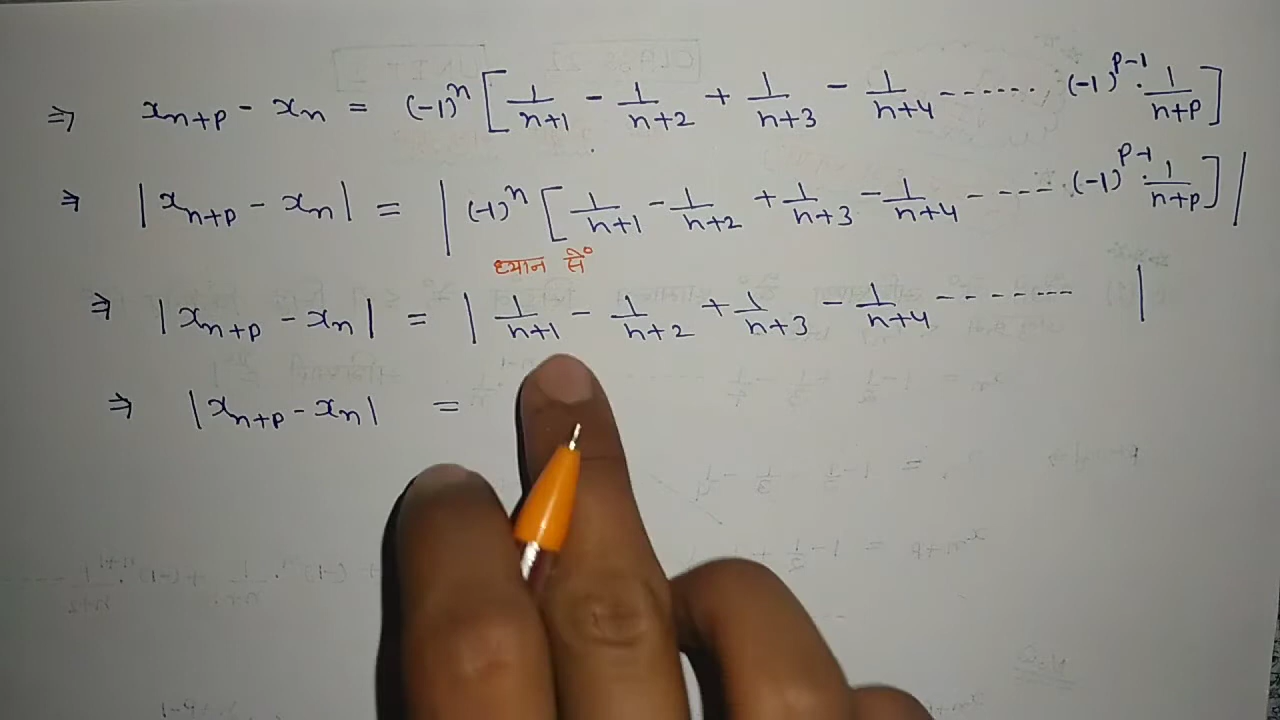 ⇒ x_{n+p} - x_n = (-1)^n [ 1/(n+1) - 1/(n+2) + 1/(n+3) - 1/(n+4) ------ (-1)^{p-1} · 1/(n+p) ]
⇒ |x_{n+p} - x_n| = | (-1)^n [ 1/(n+1) - 1/(n+2) + 1/(n+3) - 1/(n+4) ------ (-1)^{p-1} · 1/(n+p) ] |
ध्यान से
⇒ |x_{n+p} - x_n| = | 1/(n+1) - 1/(n+2) + 1/(n+3) - 1/(n+4) ------- |
⇒ |x_{n+p} - x_n| =